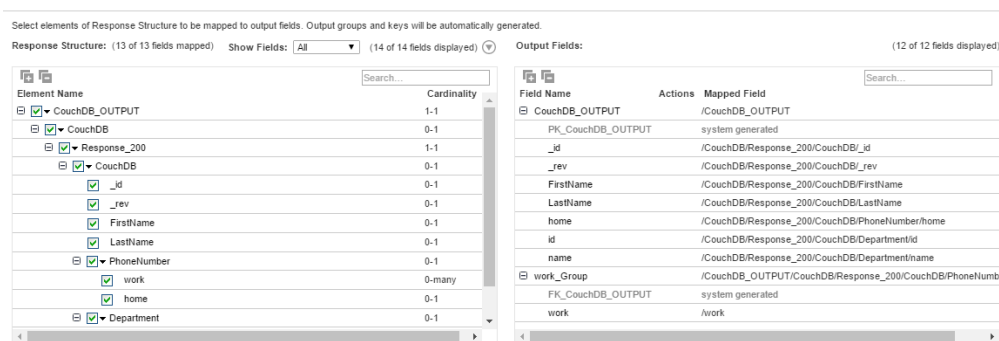 Select elements of Response Structure to be mapped to output fields. Output groups and keys will be automatically generated.
Response Structure: (13 of 13 fields mapped) Show Fields: All (14 of 14 fields displayed)
Search...
Element Name Cardinality
CouchDB_OUTPUT 1-1
CouchDB 0-1
Response_200 1-1
CouchDB 0-1
_id 0-1
_rev 0-1
FirstName 0-1
LastName 0-1
PhoneNumber 0-1
work 0-many
home 0-1
Department 0-1
Output Fields: (12 of 12 fields displayed)
Search...
Field Name Actions Mapped Field
CouchDB_OUTPUT /CouchDB_OUTPUT
PK_CouchDB_OUTPUT system generated
_id /CouchDB/Response_200/CouchDB/_id
_rev /CouchDB/Response_200/CouchDB/_rev
FirstName /CouchDB/Response_200/CouchDB/FirstName
LastName /CouchDB/Response_200/CouchDB/LastName
home /CouchDB/Response_200/CouchDB/PhoneNumber/home
id /CouchDB/Response_200/CouchDB/Department/id
name /CouchDB/Response_200/CouchDB/Department/name
work_Group /CouchDB_OUTPUT/CouchDB/Response_200/CouchDB/PhoneNumb
FK_CouchDB_OUTPUT system generated
work /work